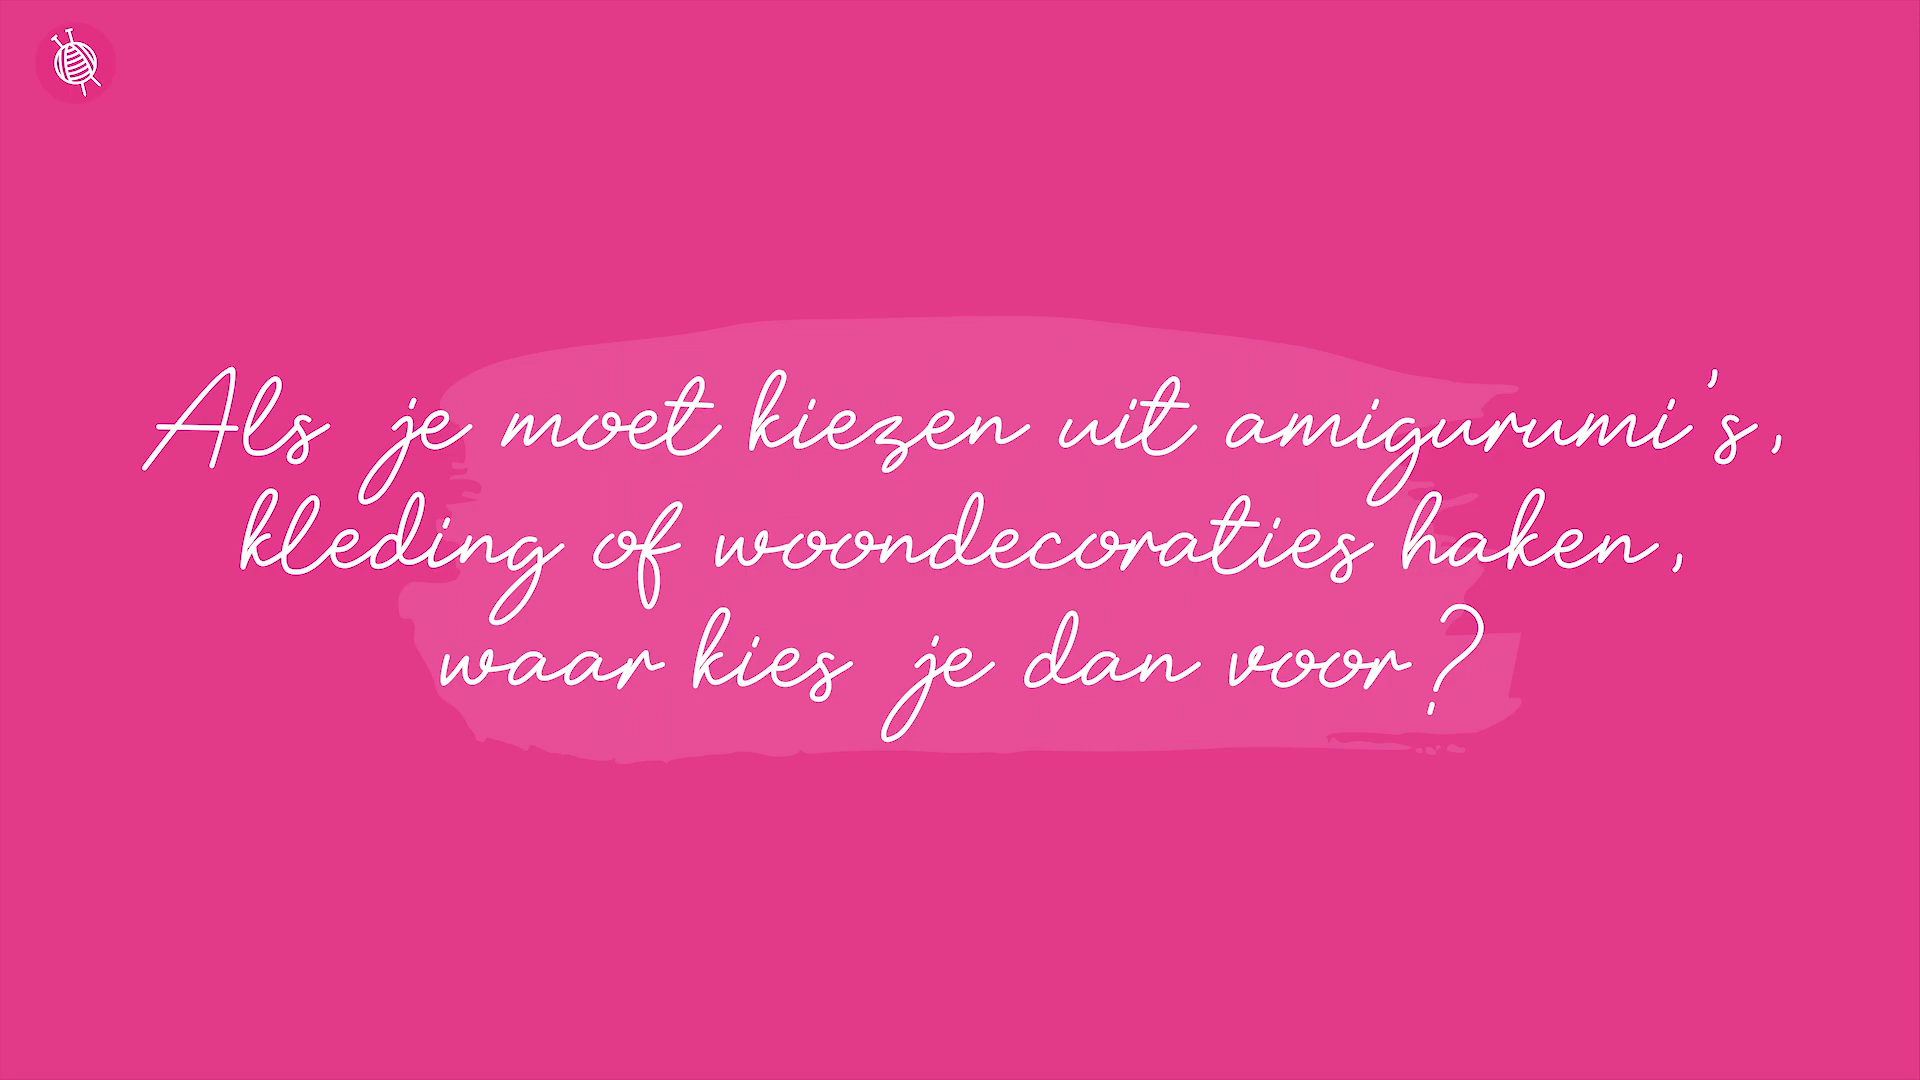 Als je moet kiezen uit amigurumi's,
kleding of woondecoraties haken,
waar kies je dan voor?